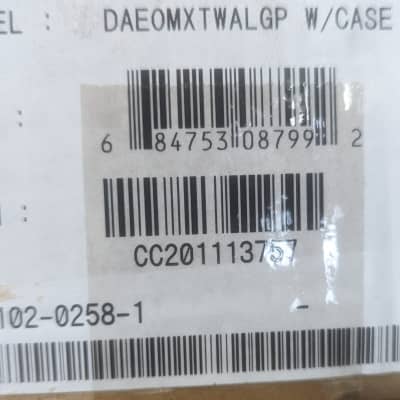 EL : DAEOMXTWALGP W/CASE
:
6 84753 08799 2
:
CC201113757
102-0258-1 -